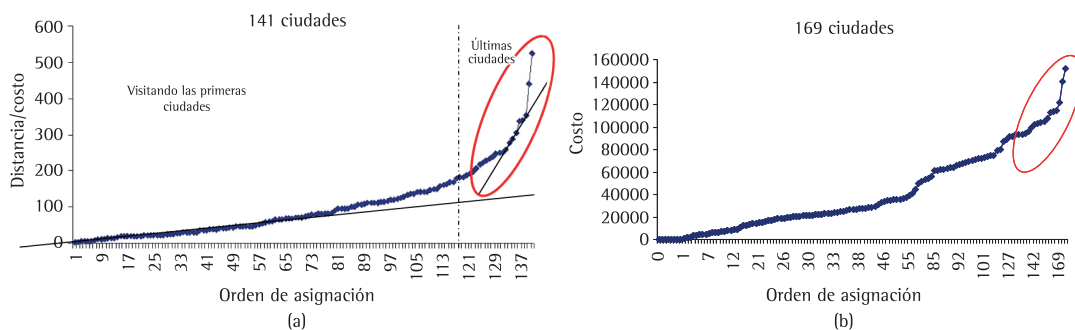 141 ciudades
600
500
400
300
200
100
0
Distancia/costo
Visitando las primeras
ciudades
Últimas
ciudades
1 9 17 25 33 41 49 57 65 73 81 89 97 105 113 121 129 137
Orden de asignación
(a)
169 ciudades
160000
140000
120000
100000
80000
60000
40000
20000
0
Costo
0 1 7 12 21 26 30 33 38 46 55 85 92 101 127 142 169
Orden de asignación
(b)